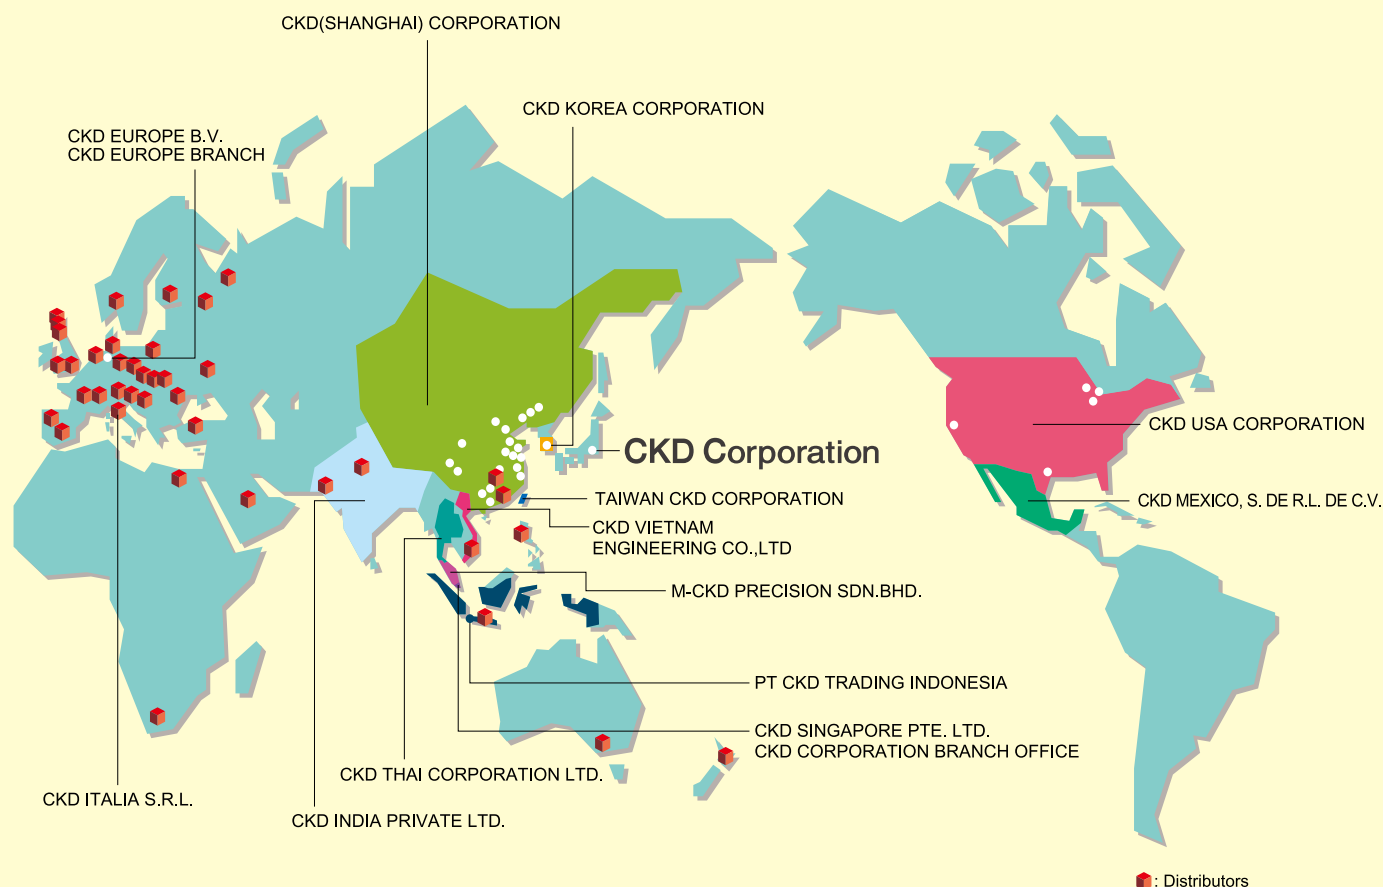 CKD(SHANGHAI) CORPORATION
CKD KOREA CORPORATION
CKD EUROPE B.V.
CKD EUROPE BRANCH
CKD USA CORPORATION
CKD Corporation
TAIWAN CKD CORPORATION
CKD MEXICO, S. DE R.L. DE C.V.
CKD VIETNAM
ENGINEERING CO.,LTD
M-CKD PRECISION SDN.BHD.
PT CKD TRADING INDONESIA
CKD SINGAPORE PTE. LTD.
CKD CORPORATION BRANCH OFFICE
CKD THAI CORPORATION LTD.
CKD ITALIA S.R.L.
CKD INDIA PRIVATE LTD.
: Distributors